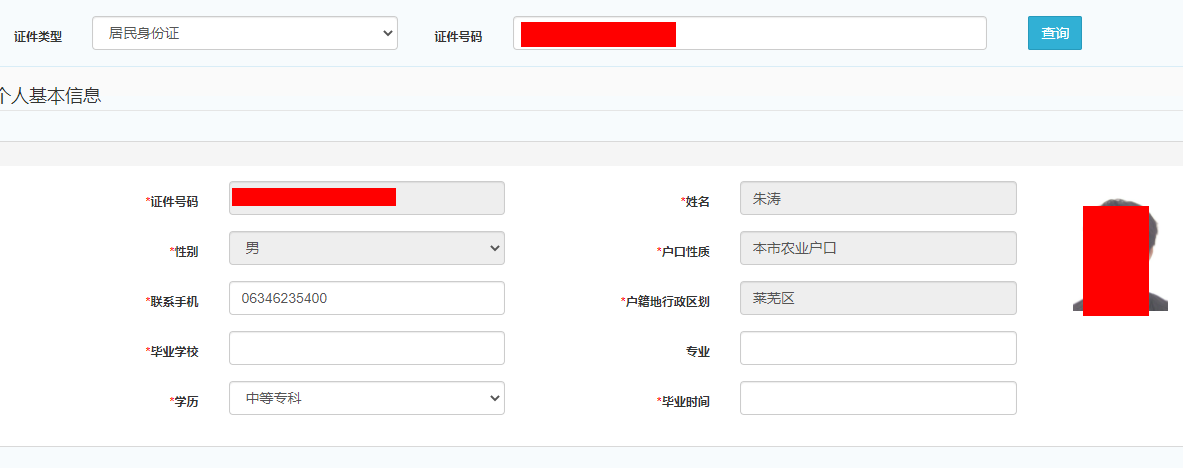 证件类型 居民身份证 证件号码 查询
个人基本信息
*证件号码 *姓名 朱涛
*性别 男 *户口性质 本市农业户口
*联系手机 06346235400 *户籍地行政区划 莱芜区
*毕业学校 专业
*学历 中等专科 *毕业时间